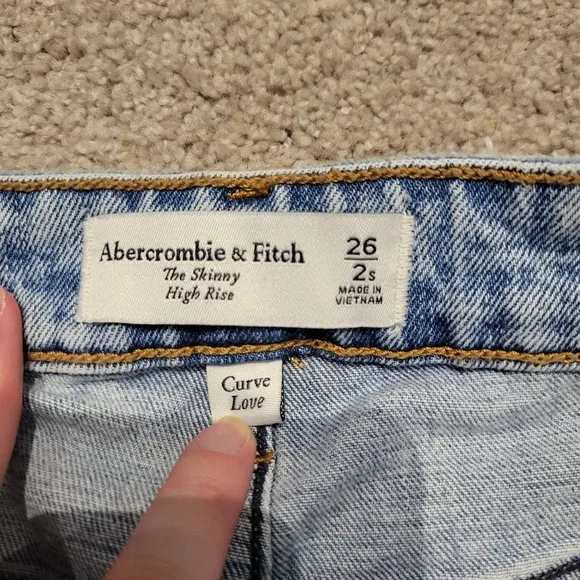 Abercrombie & Fitch
The Skinny
High Rise
26
2s
MADE IN
VIETNAM
Curve
Love